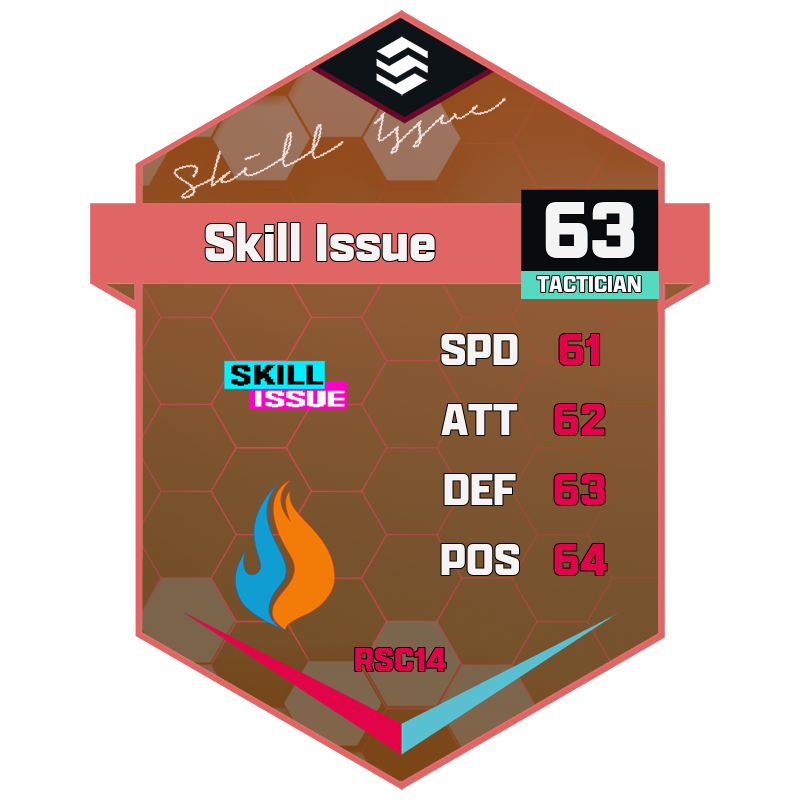 Skill Issue
Skill Issue
63
TACTICIAN
SPD 61
SKILL
ISSUE
ATT 62
DEF 63
POS 64
RSC14